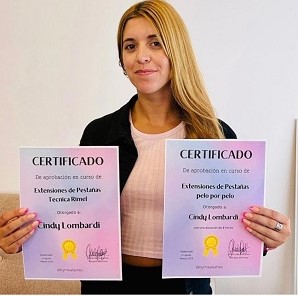 CERTIFICADO
De aprobación en curso de
Extensiones de Pestañas
Tecnica Rimel
Otorgado a:
Cindy Lombardi
CERTIFICADO
De aprobación en curso de
Extensiones de Pestañas
pelo por pelo
Otorgado a:
Cindy Lombardi